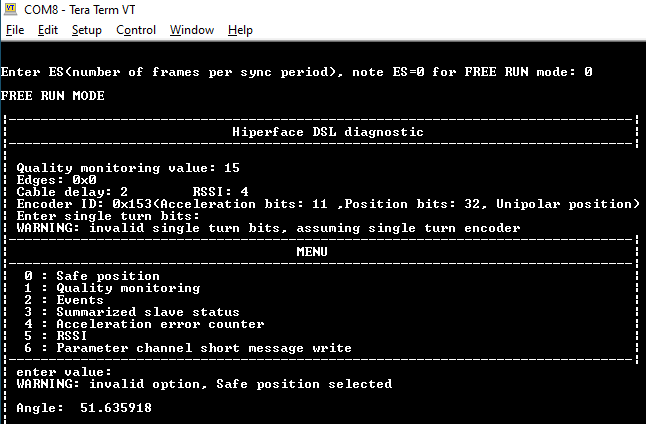 COM8 - Tera Term VT
File Edit Setup Control Window Help
Enter ES(number of frames per sync period), note ES=0 for FREE RUN mode: 0
FREE RUN MODE
Hiperface DSL diagnostic
Quality monitoring value: 15
Edges: 0x0
Cable delay: 2 RSSI: 4
Encoder ID: 0x153(Acceleration bits: 11 ,Position bits: 32, Unipolar position)
Enter single turn bits:
WARNING: invalid single turn bits, assuming single turn encoder
MENU
0 : Safe position
1 : Quality monitoring
2 : Events
3 : Summarized slave status
4 : Acceleration error counter
5 : RSSI
6 : Parameter channel short message write
enter value:
WARNING: invalid option, Safe position selected
Angle: 51.635918